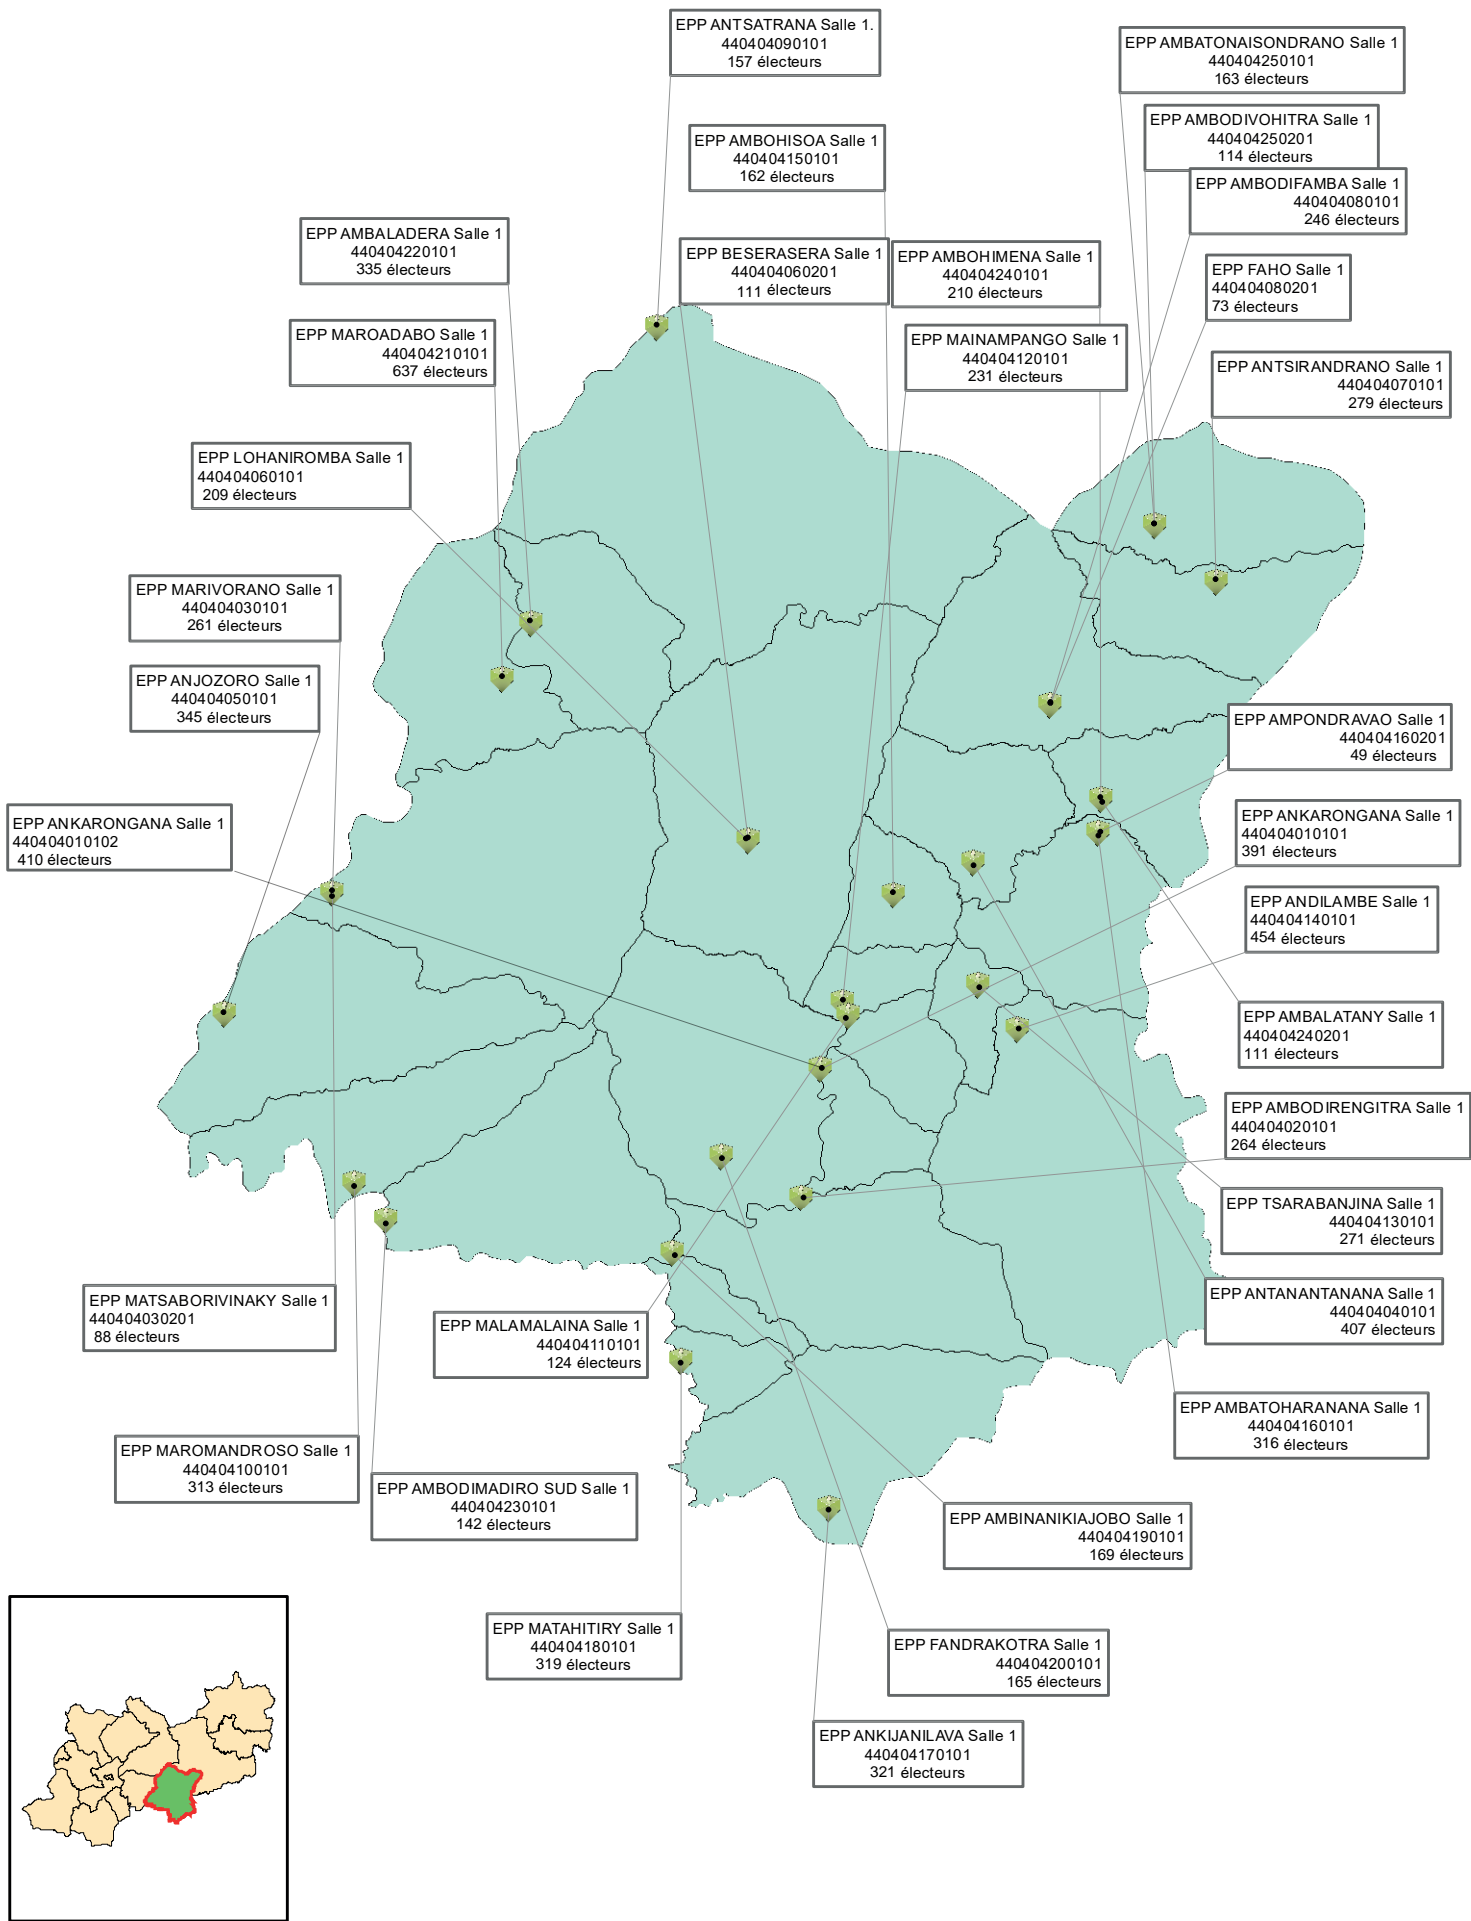 EPP ANTSATRANA Salle 1.
440404090101
157 électeurs
EPP AMBATONAISONDRANO Salle 1
440404250101
163 électeurs
EPP AMBODIVOHITRA Salle 1
440404250201
114 électeurs
EPP AMBOHISOA Salle 1
440404150101
162 électeurs
EPP AMBODIFAMBA Salle 1
440404080101
246 électeurs
EPP AMBALADERA Salle 1
440404220101
335 électeurs
EPP BESERASERA Salle 1
440404060201
111 électeurs
EPP AMBOHIMENA Salle 1
440404240101
210 électeurs
EPP FAHO Salle 1
440404080201
73 électeurs
EPP MAROADABO Salle 1
440404210101
637 électeurs
EPP MAINAMPANGO Salle 1
440404120101
231 électeurs
EPP ANTSIRANDRANO Salle 1
440404070101
279 électeurs
EPP LOHANIROMBA Salle 1
440404060101
209 électeurs
EPP MARIVORANO Salle 1
440404030101
261 électeurs
EPP ANJOZORO Salle 1
440404050101
345 électeurs
EPP AMPONDRAVAO Salle 1
440404160201
49 électeurs
EPP ANKARONGANA Salle 1
440404010102
410 électeurs
EPP ANKARONGANA Salle 1
440404010101
391 électeurs
EPP ANDILAMBE Salle 1
440404140101
454 électeurs
EPP AMBALATANY Salle 1
440404240201
111 électeurs
EPP AMBODIRENGITRA Salle 1
440404020101
264 électeurs
EPP TSARABANJINA Salle 1
440404130101
271 électeurs
EPP MATSABORIVINAKY Salle 1
440404030201
88 électeurs
EPP MALAMALAINA Salle 1
440404110101
124 électeurs
EPP ANTANANTANANA Salle 1
440404040101
407 électeurs
EPP AMBATOHARANANA Salle 1
440404160101
316 électeurs
EPP MAROMANDROSO Salle 1
440404100101
313 électeurs
EPP AMBODIMADIRO SUD Salle 1
440404230101
142 électeurs
EPP AMBINANIKIAJOBO Salle 1
440404190101
169 électeurs
EPP MATAHITIRY Salle 1
440404180101
319 électeurs
EPP FANDRAKOTRA Salle 1
440404200101
165 électeurs
EPP ANKIJANILAVA Salle 1
440404170101
321 électeurs